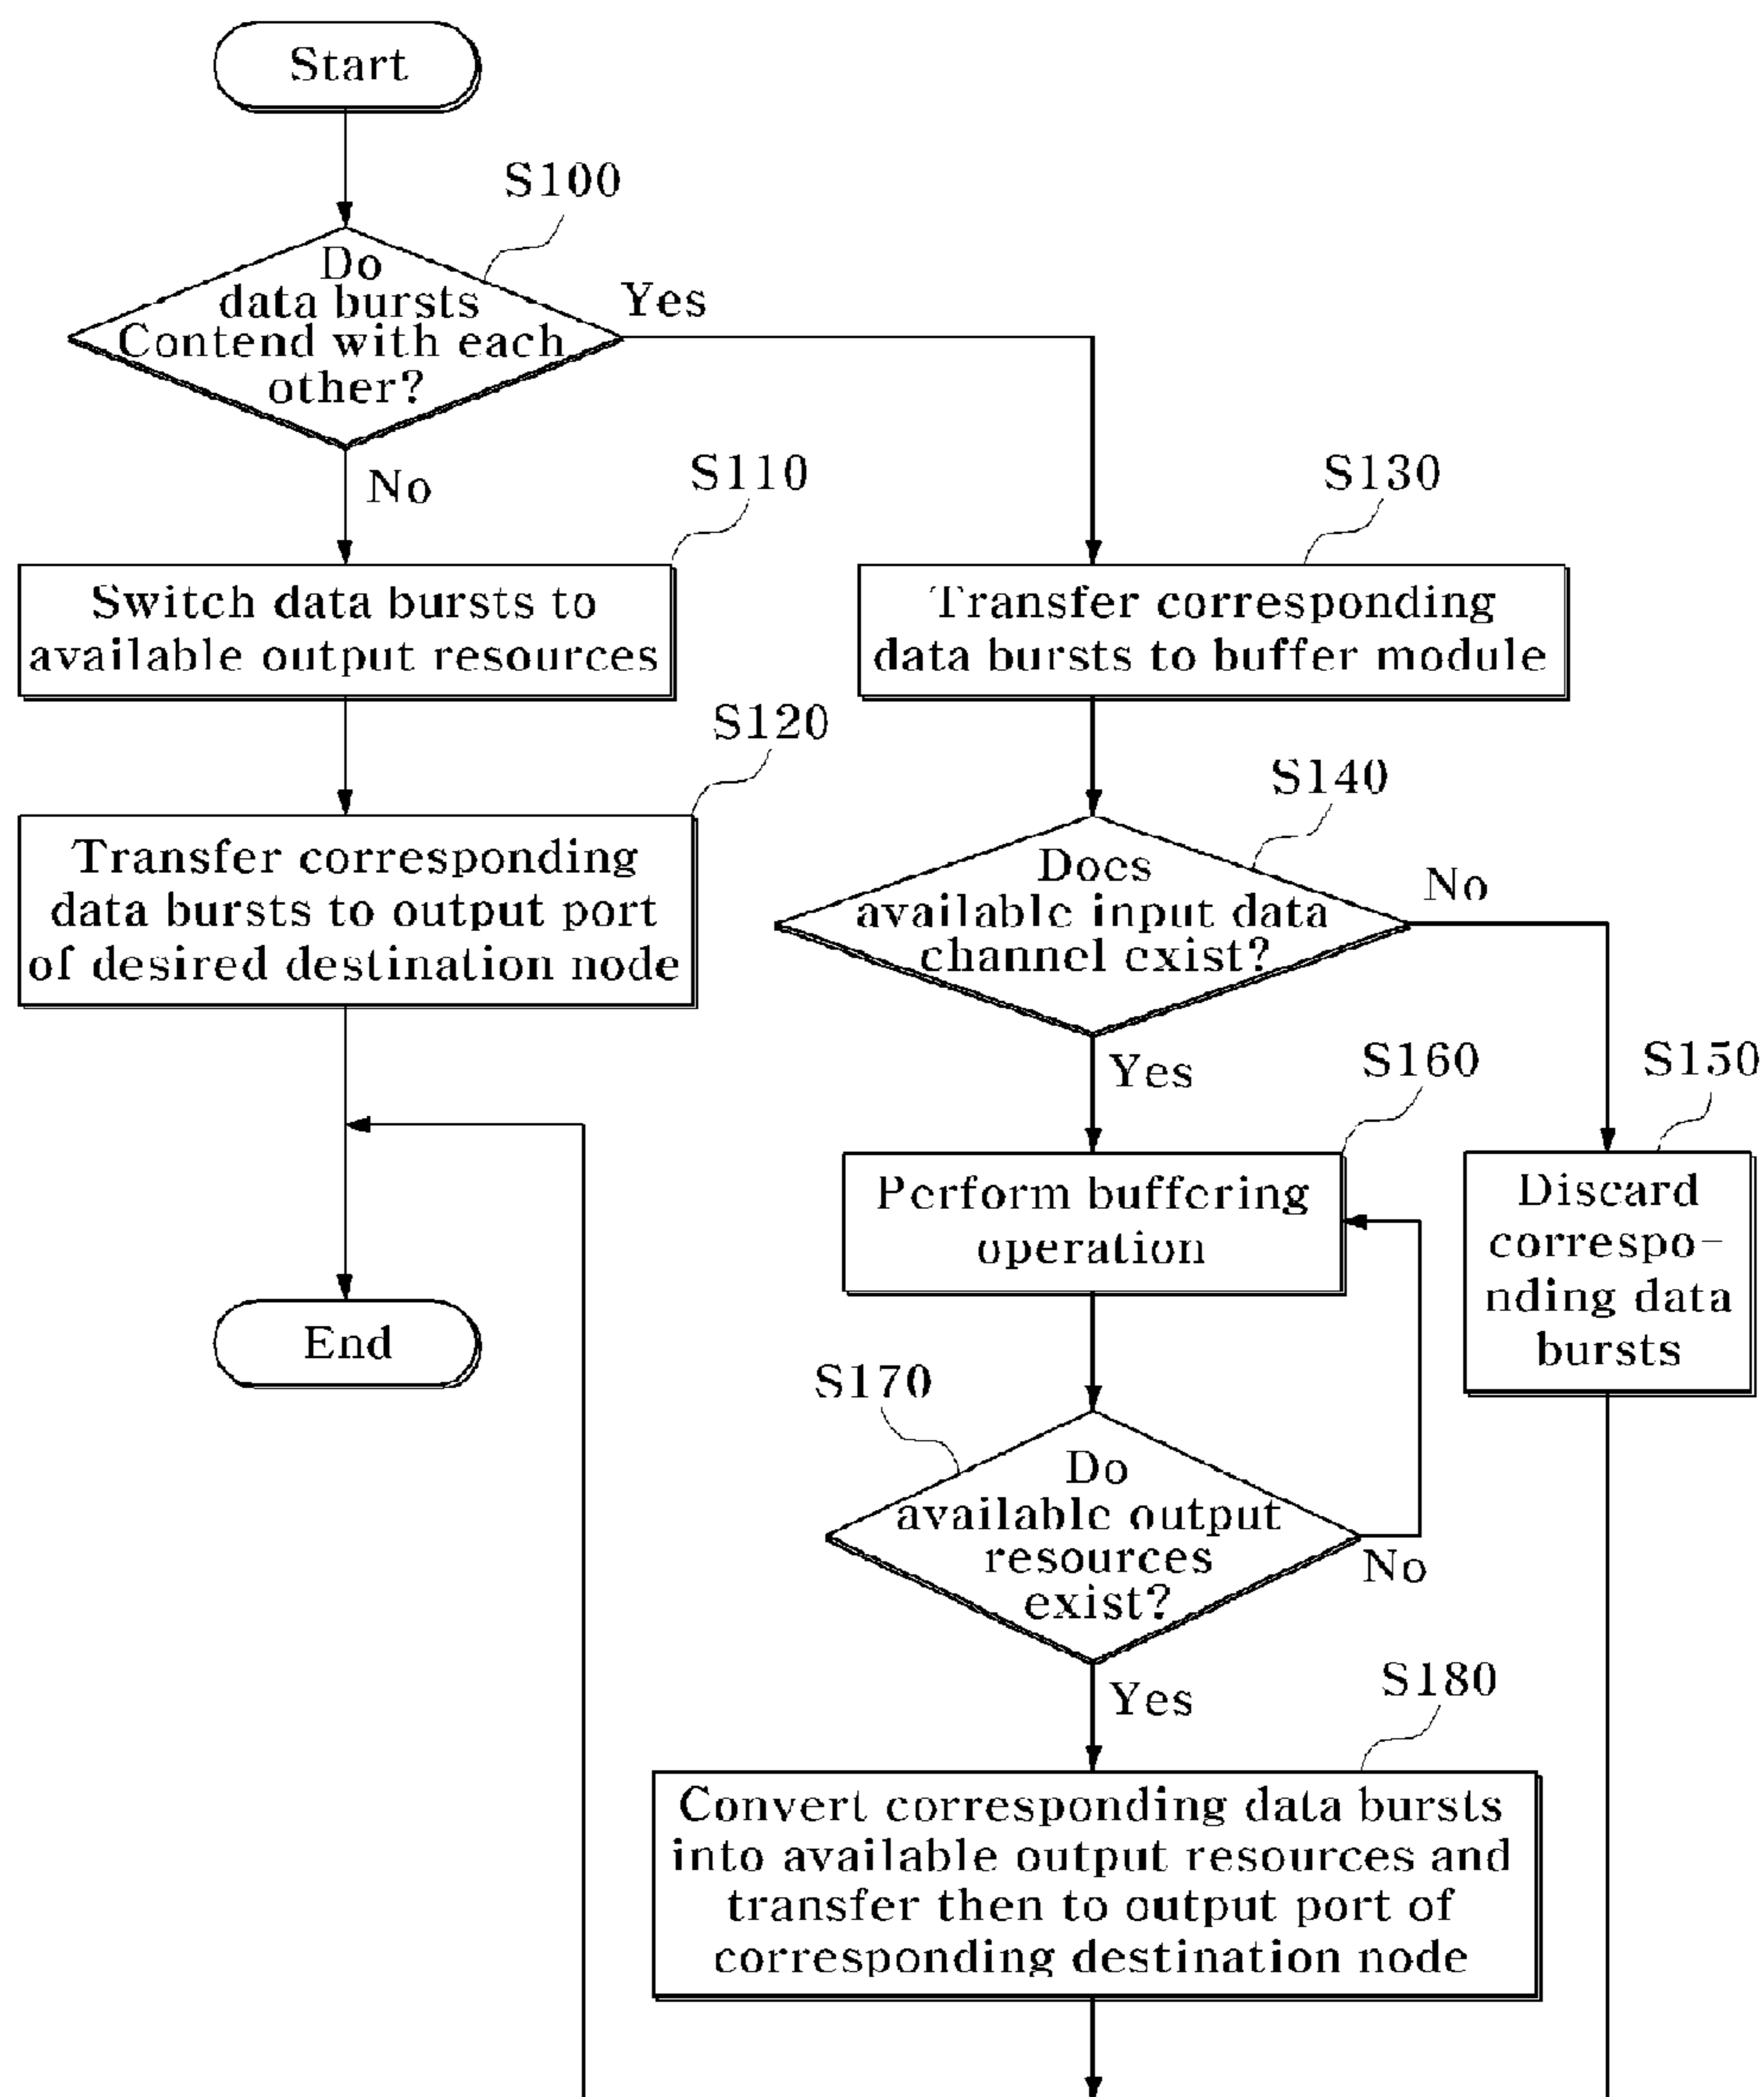 Start
S100
Do
data bursts
Contend with each
other?
Yes
No
S110
Switch data bursts to
available output resources
S120
Transfer corresponding
data bursts to output port
of desired destination node
End
S130
Transfer corresponding
data bursts to buffer module
S140
Does
available input data
channel exist?
No
Yes
S150
Discard
correspo-
nding data
bursts
S160
Perform buffering
operation
S170
Do
available output
resources
exist?
No
Yes
S180
Convert corresponding data bursts
into available output resources and
transfer then to output port of
corresponding destination node